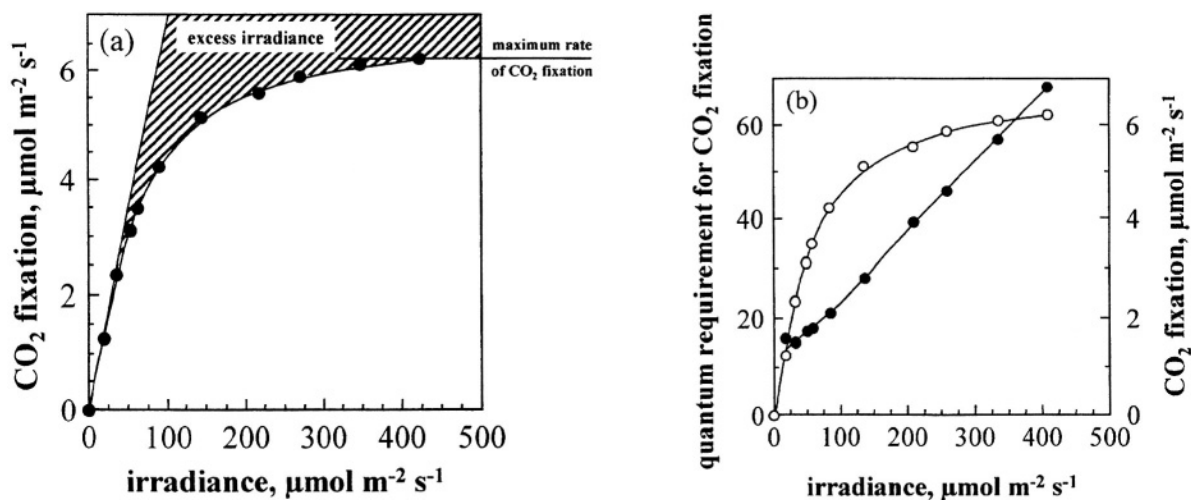 (a)
excess irradiance
maximum rate
of CO₂ fixation
CO₂ fixation, µmol m⁻² s⁻¹
6
4
2
0
0 100 200 300 400 500
irradiance, µmol m⁻² s⁻¹
(b)
quantum requirement for CO₂ fixation
60
40
20
0
6
4
2
0
CO₂ fixation, µmol m⁻² s⁻¹
0 100 200 300 400 500
irradiance, µmol m⁻² s⁻¹